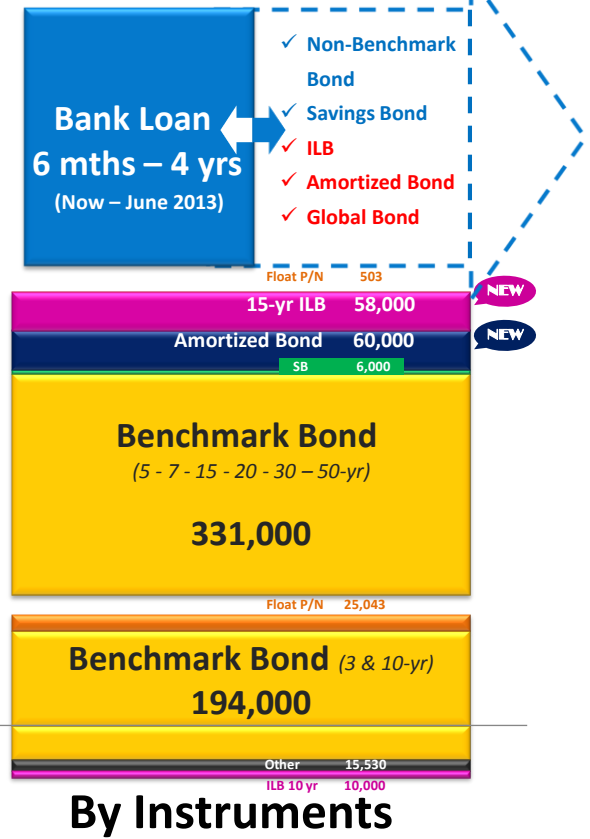 Bank Loan
6 mths – 4 yrs
(Now – June 2013)
✓ Non-Benchmark
Bond
✓ Savings Bond
✓ ILB
✓ Amortized Bond
✓ Global Bond
Float P/N 503
NEW
15-yr ILB 58,000
NEW
Amortized Bond 60,000
SB 6,000
Benchmark Bond
(5 - 7 - 15 - 20 - 30 – 50-yr)
331,000
Float P/N 25,043
Benchmark Bond (3 & 10-yr)
194,000
Other 15,530
ILB 10 yr 10,000
By Instruments